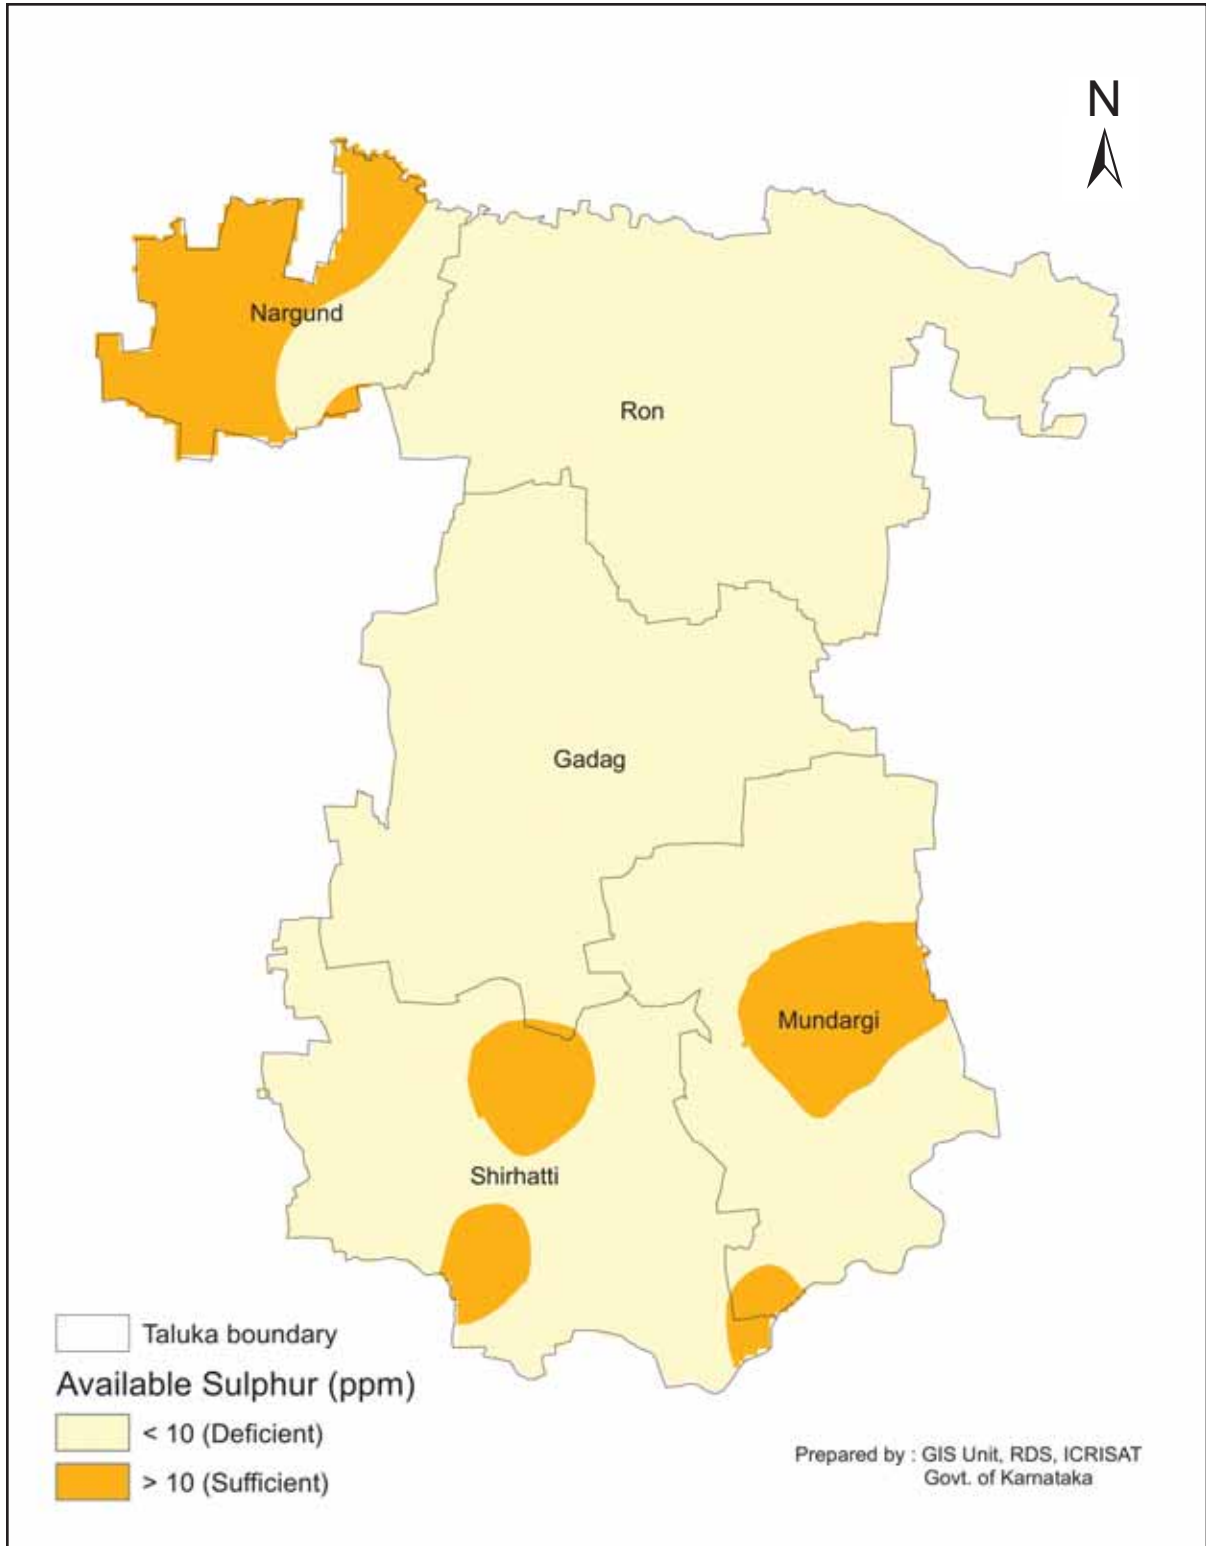 N
Nargund
Ron
Gadag
Mundargi
Shirhatti
Taluka boundary
Available Sulphur (ppm)
< 10 (Deficient)
> 10 (Sufficient)
Prepared by : GIS Unit, RDS, ICRISAT
Govt. of Karnataka